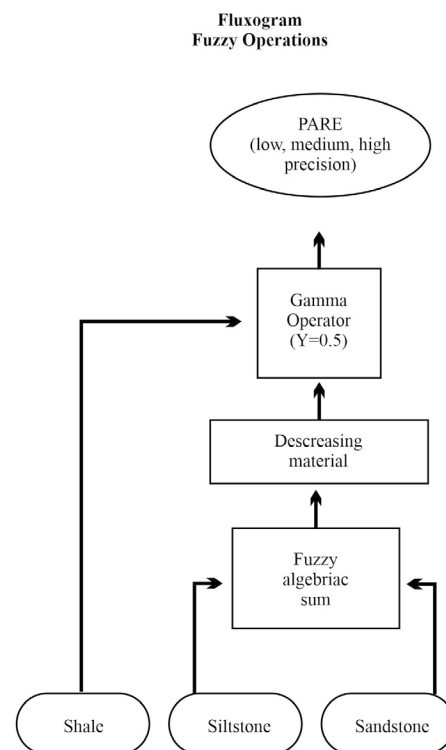 Fluxogram
Fuzzy Operations
PARE
(low, medium, high
precision)
Gamma
Operator
(Y=0.5)
Descreasing
material
Fuzzy
algebriac
sum
Shale
Siltstone
Sandstone